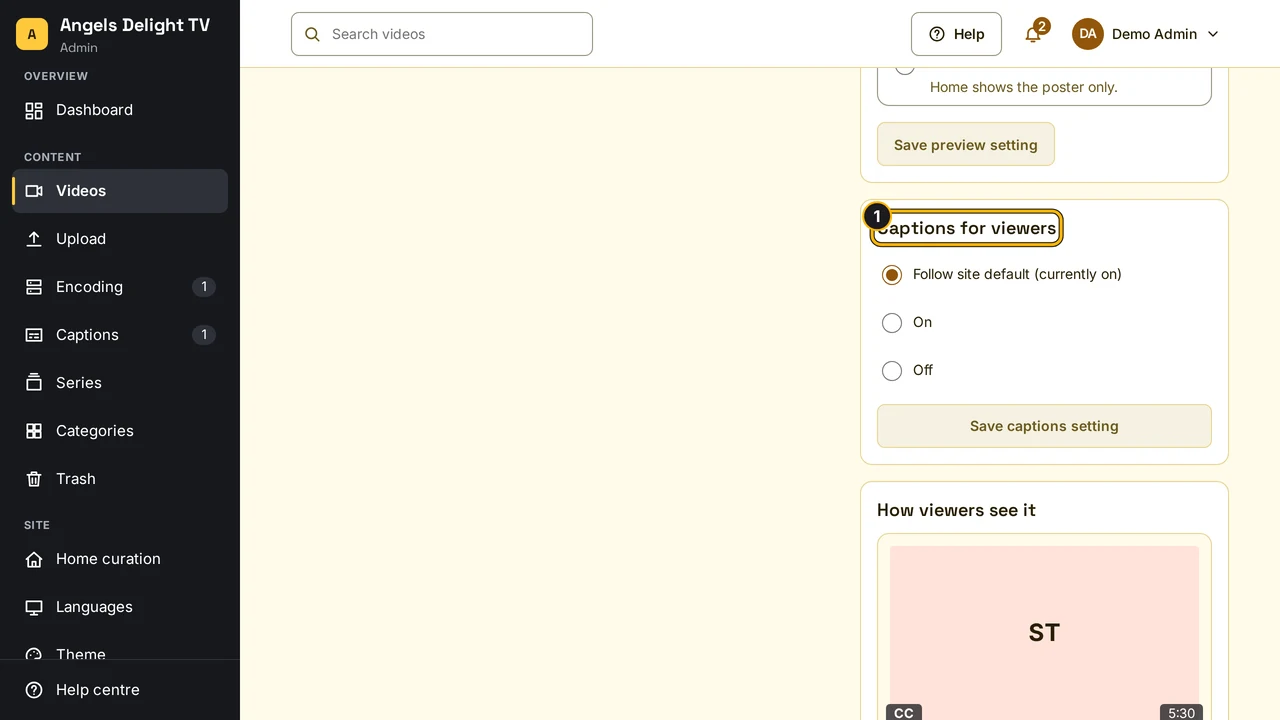 A
Angels Delight TV
Admin
OVERVIEW
Dashboard
CONTENT
Videos
Upload
Encoding 1
Captions 1
Series
Categories
Trash
SITE
Home curation
Languages
Theme
Help centre
Search videos
Help
2
DA
Demo Admin
Home shows the poster only.
Save preview setting
1
Captions for viewers
Follow site default (currently on)
On
Off
Save captions setting
How viewers see it
ST
CC
5:30